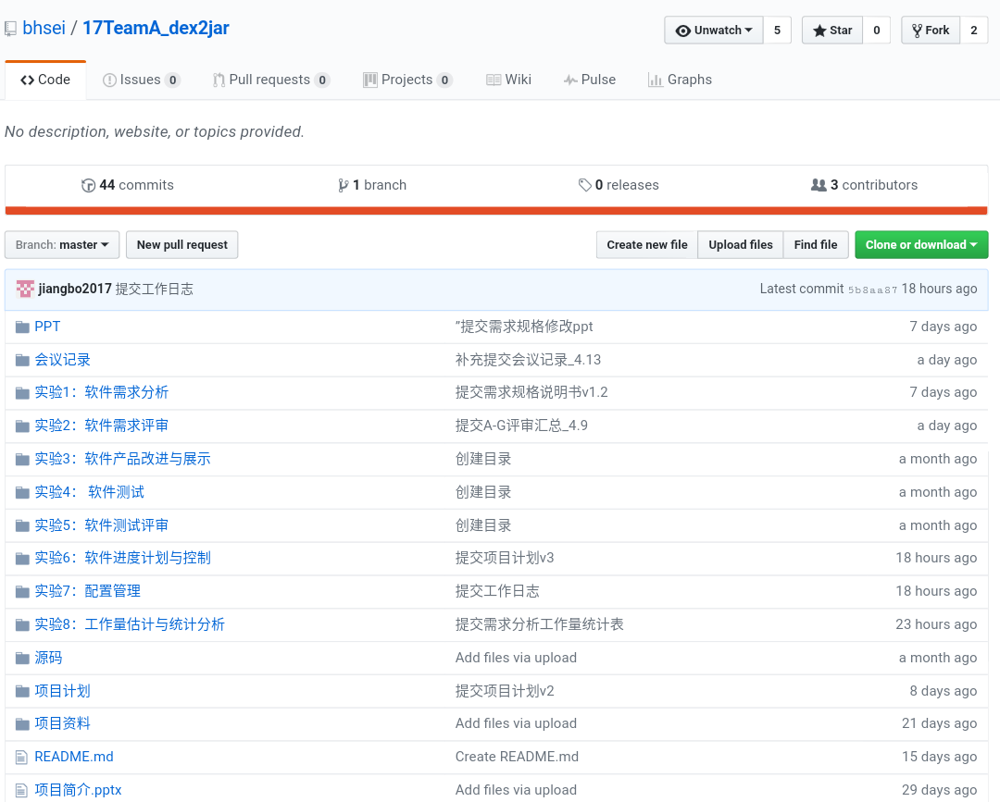 bhsei / 17TeamA_dex2jar Unwatch 5 Star 0 Fork 2
Code Issues 0 Pull requests 0 Projects 0 Wiki Pulse Graphs
No description, website, or topics provided.
44 commits 1 branch 0 releases 3 contributors
Branch: master New pull request Create new file Upload files Find file Clone or download
jiangbo2017 提交工作日志 Latest commit 5b8aa87 18 hours ago
PPT "提交需求规格修改ppt 7 days ago
会议记录 补充提交会议记录_4.13 a day ago
实验1：软件需求分析 提交需求规格说明书v1.2 7 days ago
实验2：软件需求评审 提交A-G评审汇总_4.9 a day ago
实验3：软件产品改进与展示 创建目录 a month ago
实验4： 软件测试 创建目录 a month ago
实验5：软件测试评审 创建目录 a month ago
实验6：软件进度计划与控制 提交项目计划v3 18 hours ago
实验7：配置管理 提交工作日志 18 hours ago
实验8：工作量估计与统计分析 提交需求分析工作量统计表 23 hours ago
源码 Add files via upload a month ago
项目计划 提交项目计划v2 8 days ago
项目资料 Add files via upload 21 days ago
README.md Create README.md 15 days ago
项目简介.pptx Add files via upload 29 days ago